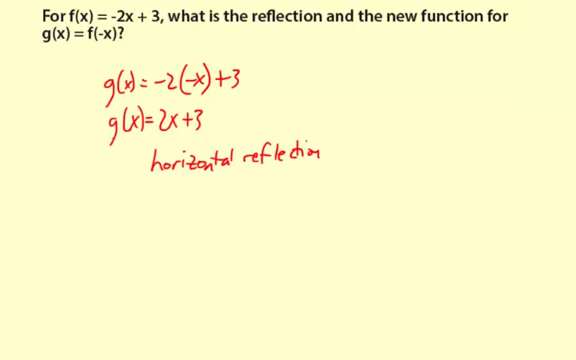 For f(x) = -2x + 3, what is the reflection and the new function for
g(x) = f(-x)?
g(x) = -2(-x)+3
g(x) = 2x+3
horizontal reflection